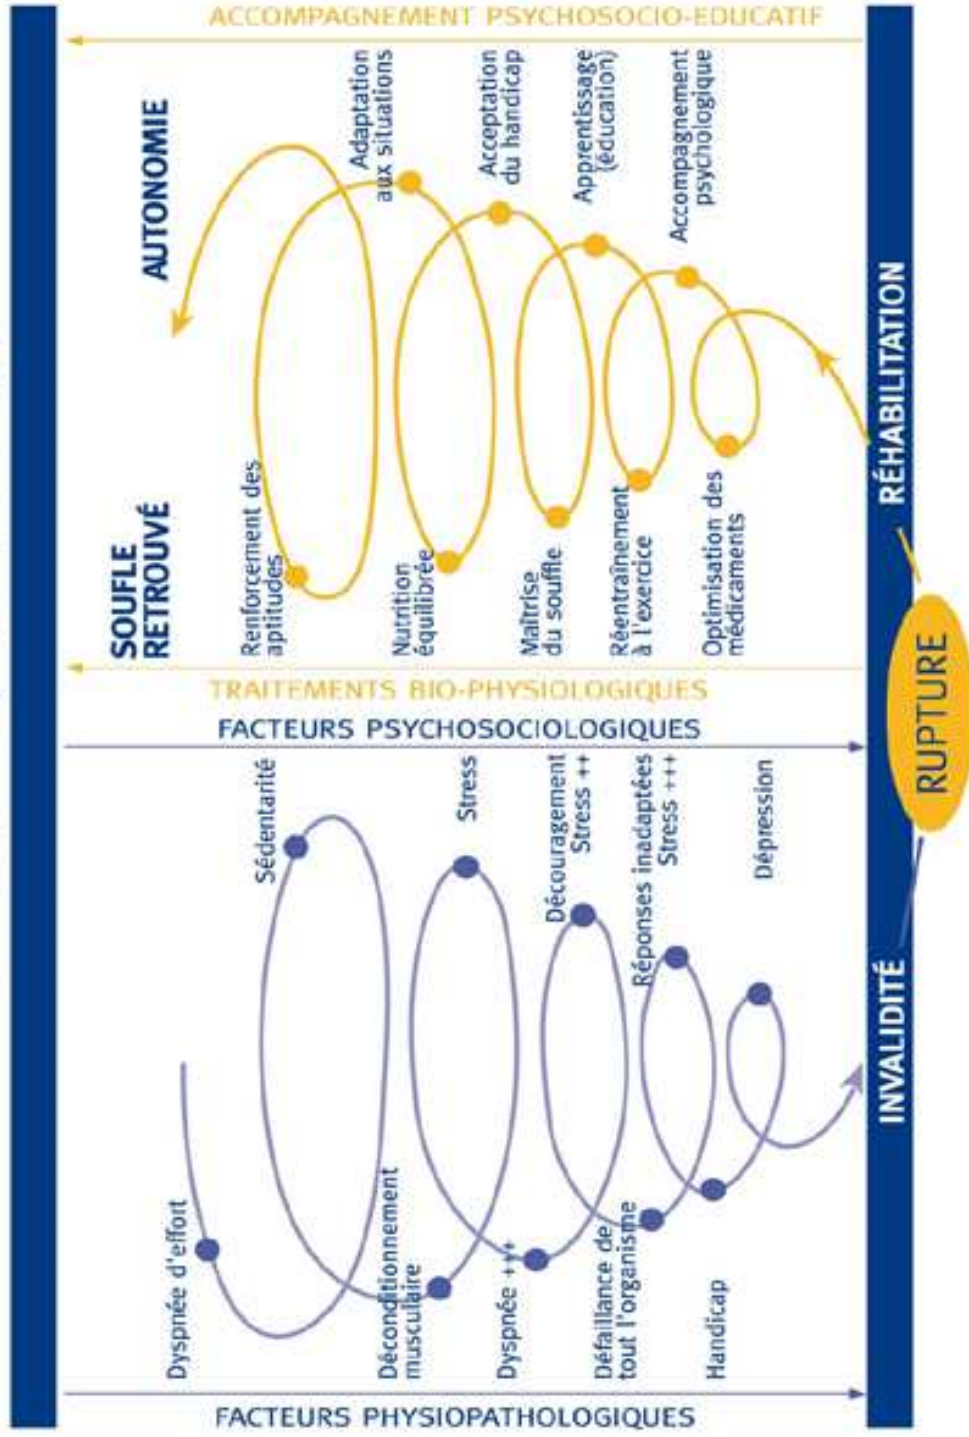 FACTEURS PHYSIOPATHOLOGIQUES
Dyspnée d'effort
Déconditionnement
musculaire
Dyspnée +++
Défaillance de
tout l'organisme
Handicap
FACTEURS PSYCHOSOCIOLOGIQUES
Sédentarité
Stress
Découragement
Stress ++
Réponses inadaptées
Stress +++
Dépression
INVALIDITÉ
RUPTURE
RÉHABILITATION
TRAITEMENTS BIO-PHYSIOLOGIQUES
SOUFLE
RETROUVÉ
Renforcement des
aptitudes
Nutrition
équilibrée
Maîtrise
du souffle
Réentraînement
à l'exercice
Optimisation des
médicaments
AUTONOMIE
Adaptation
aux situations
Acceptation
du handicap
Apprentissage
(éducation)
Accompagnement
psychologique
ACCOMPAGNEMENT PSYCHOSOCIO-EDUCATIF